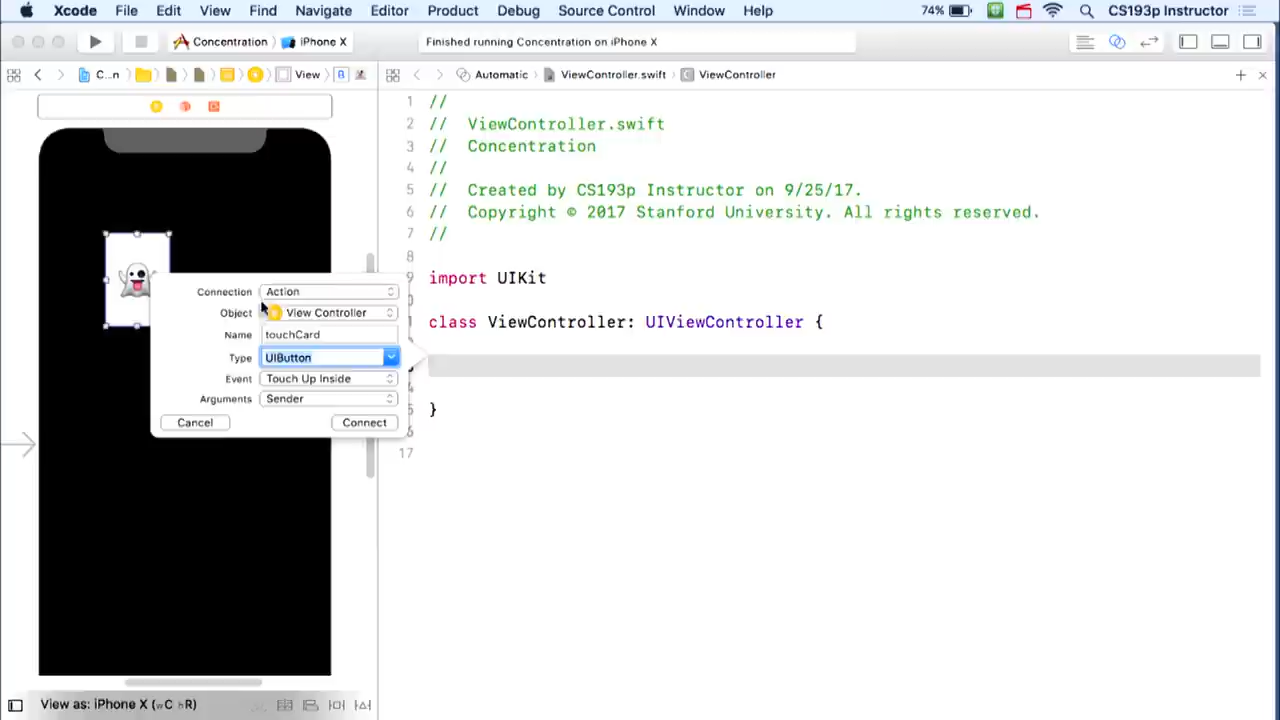 Xcode File Edit View Find Navigate Editor Product Debug Source Control Window Help 74% CS193p Instructor
Concentration iPhone X Finished running Concentration on iPhone X
C...n View B Automatic ViewController.swift ViewController
1 //
2 // ViewController.swift
3 // Concentration
4 //
5 // Created by CS193p Instructor on 9/25/17.
6 // Copyright © 2017 Stanford University. All rights reserved.
7 //
8
9 import UIKit
class ViewController: UIViewController {
}
17
Connection Action
Object View Controller
Name touchCard
Type UIButton
Event Touch Up Inside
Arguments Sender
Cancel Connect
View as: iPhone X (wC hR)